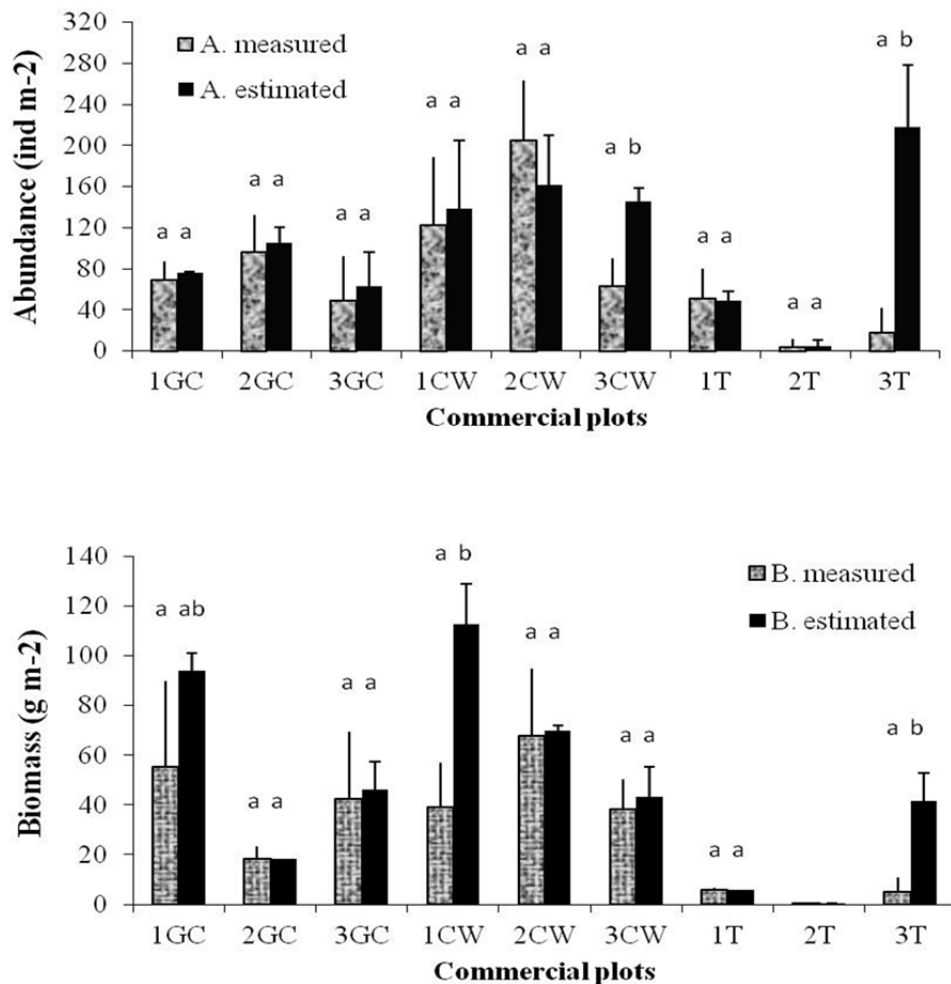 320
280
240
200
160
120
80
40
0
Abundance (ind m-2)
A. measured
A. estimated
a a
a a
a a
a a
a a
a b
a a
a a
a b
1GC 2GC 3GC 1CW 2CW 3CW 1T 2T 3T
Commercial plots
140
120
100
80
60
40
20
0
Biomass (g m-2)
B. measured
B. estimated
a ab
a a
a a
a b
a a
a a
a a
a b
1GC 2GC 3GC 1CW 2CW 3CW 1T 2T 3T
Commercial plots